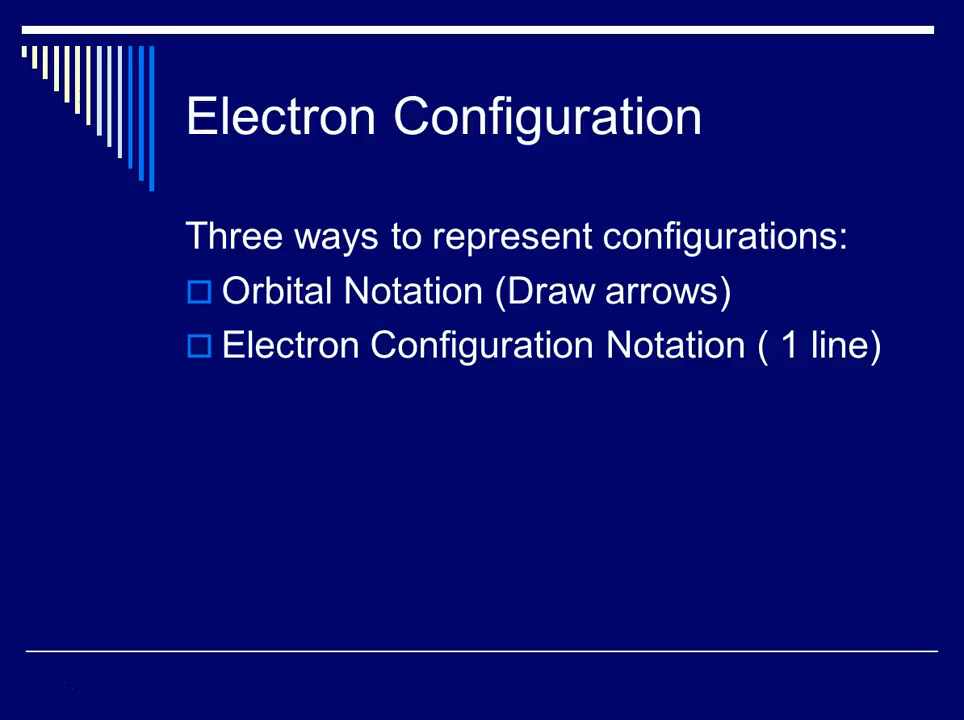 Electron Configuration
Three ways to represent configurations:
Orbital Notation (Draw arrows)
Electron Configuration Notation ( 1 line)